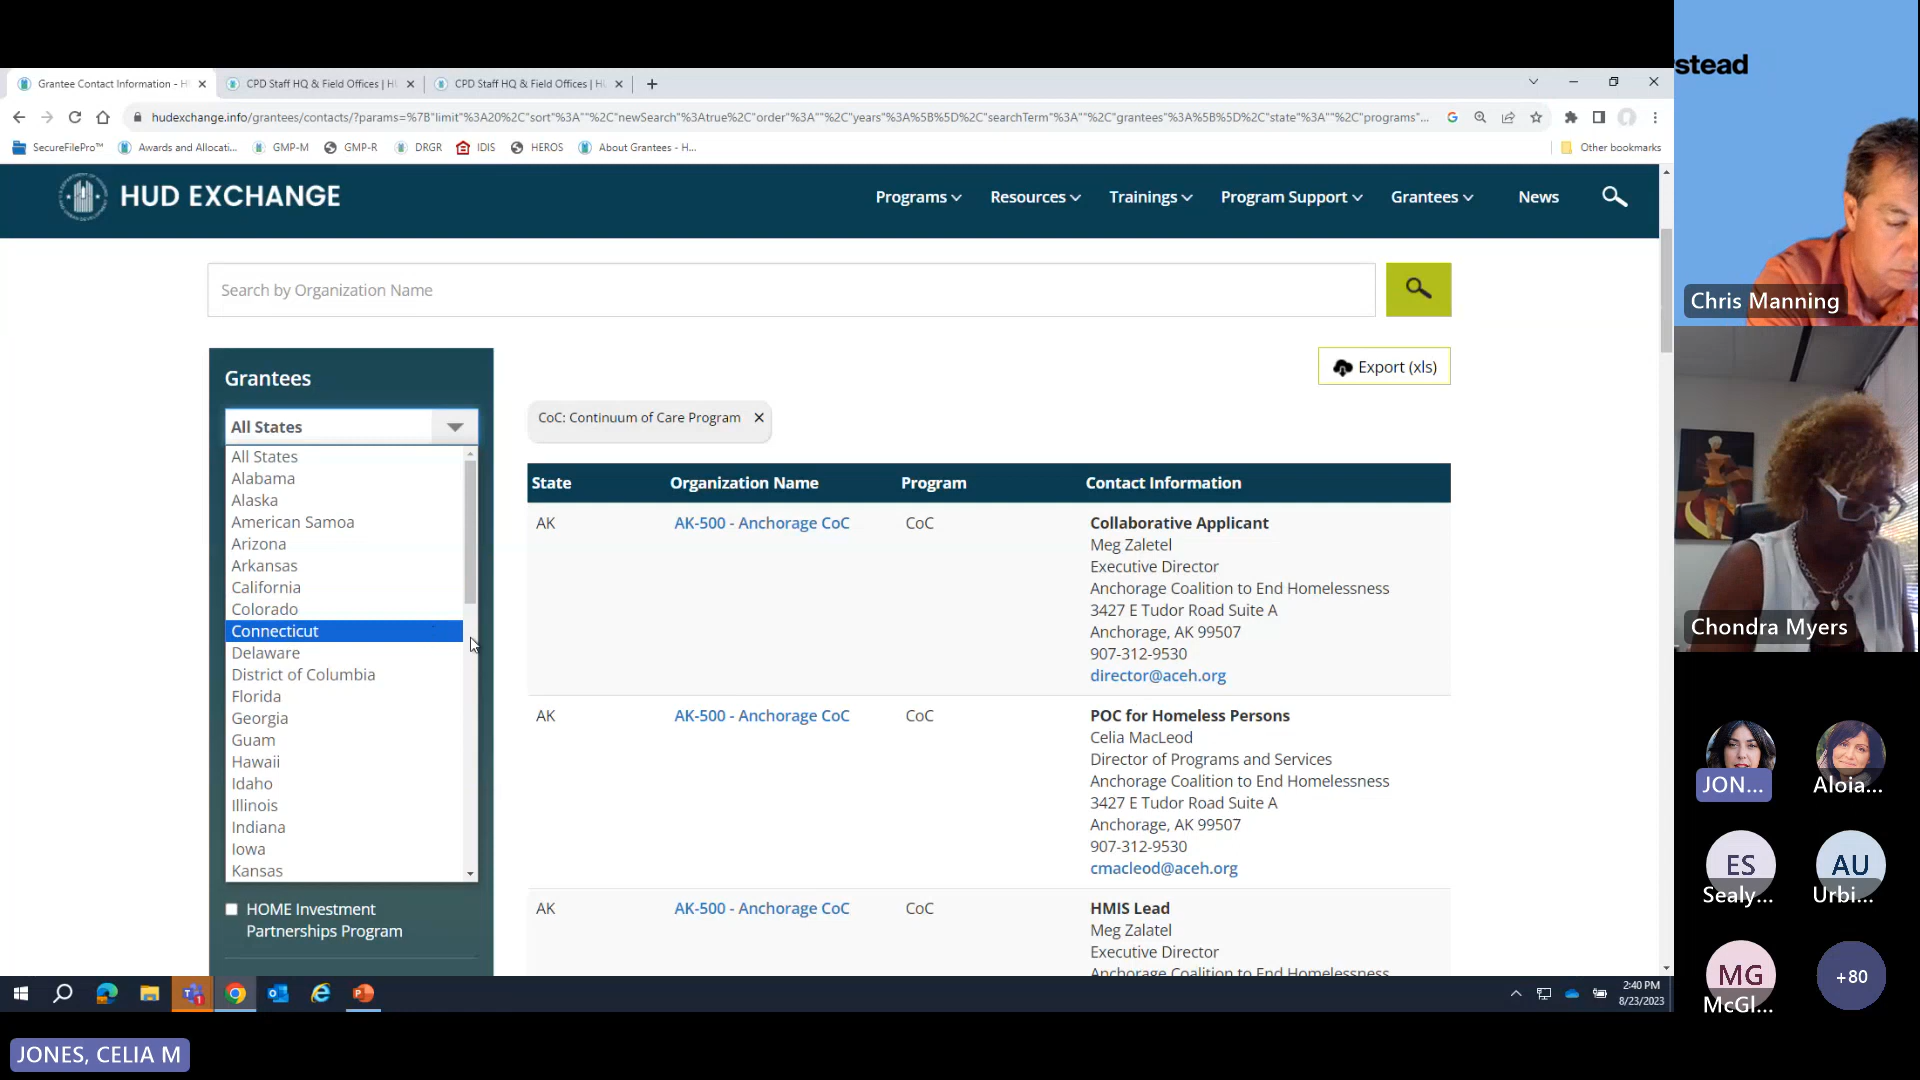 Grantee Contact Information - H
CPD Staff HQ & Field Offices | HU
CPD Staff HQ & Field Offices | HU
hudexchange.info/grantees/contacts/?params=%7B"limit"%3A20%2C"sort"%3A""%2C"newSearch"%3Atrue%2C"order"%3A""%2C"years"%3A%5B%5D%2C"searchTerm"%3A""%2C"grantees"%3A%5B%5D%2C"state"%3A""%2C"programs"...
SecureFilePro™
Awards and Allocati...
GMP-M
GMP-R
DRGR
IDIS
HEROS
About Grantees - H...
Other bookmarks
HUD EXCHANGE
Programs
Resources
Trainings
Program Support
Grantees
News
Search by Organization Name
Grantees
All States
All States
Alabama
Alaska
American Samoa
Arizona
Arkansas
California
Colorado
Connecticut
Delaware
District of Columbia
Florida
Georgia
Guam
Hawaii
Idaho
Illinois
Indiana
Iowa
Kansas
HOME Investment
Partnerships Program
Export (xls)
CoC: Continuum of Care Program
State Organization Name Program Contact Information
AK AK-500 - Anchorage CoC CoC Collaborative Applicant
Meg Zaletel
Executive Director
Anchorage Coalition to End Homelessness
3427 E Tudor Road Suite A
Anchorage, AK 99507
907-312-9530
director@aceh.org
AK AK-500 - Anchorage CoC CoC POC for Homeless Persons
Celia MacLeod
Director of Programs and Services
Anchorage Coalition to End Homelessness
3427 E Tudor Road Suite A
Anchorage, AK 99507
907-312-9530
cmacleod@aceh.org
AK AK-500 - Anchorage CoC CoC HMIS Lead
Meg Zalatel
Executive Director
Anchorage Coalition to End Homelessness
2:40 PM
8/23/2023
JONES, CELIA M
stead
Chris Manning
Chondra Myers
JON...
Aloia...
ES
Sealy...
AU
Urbi...
MG
McGl...
+80